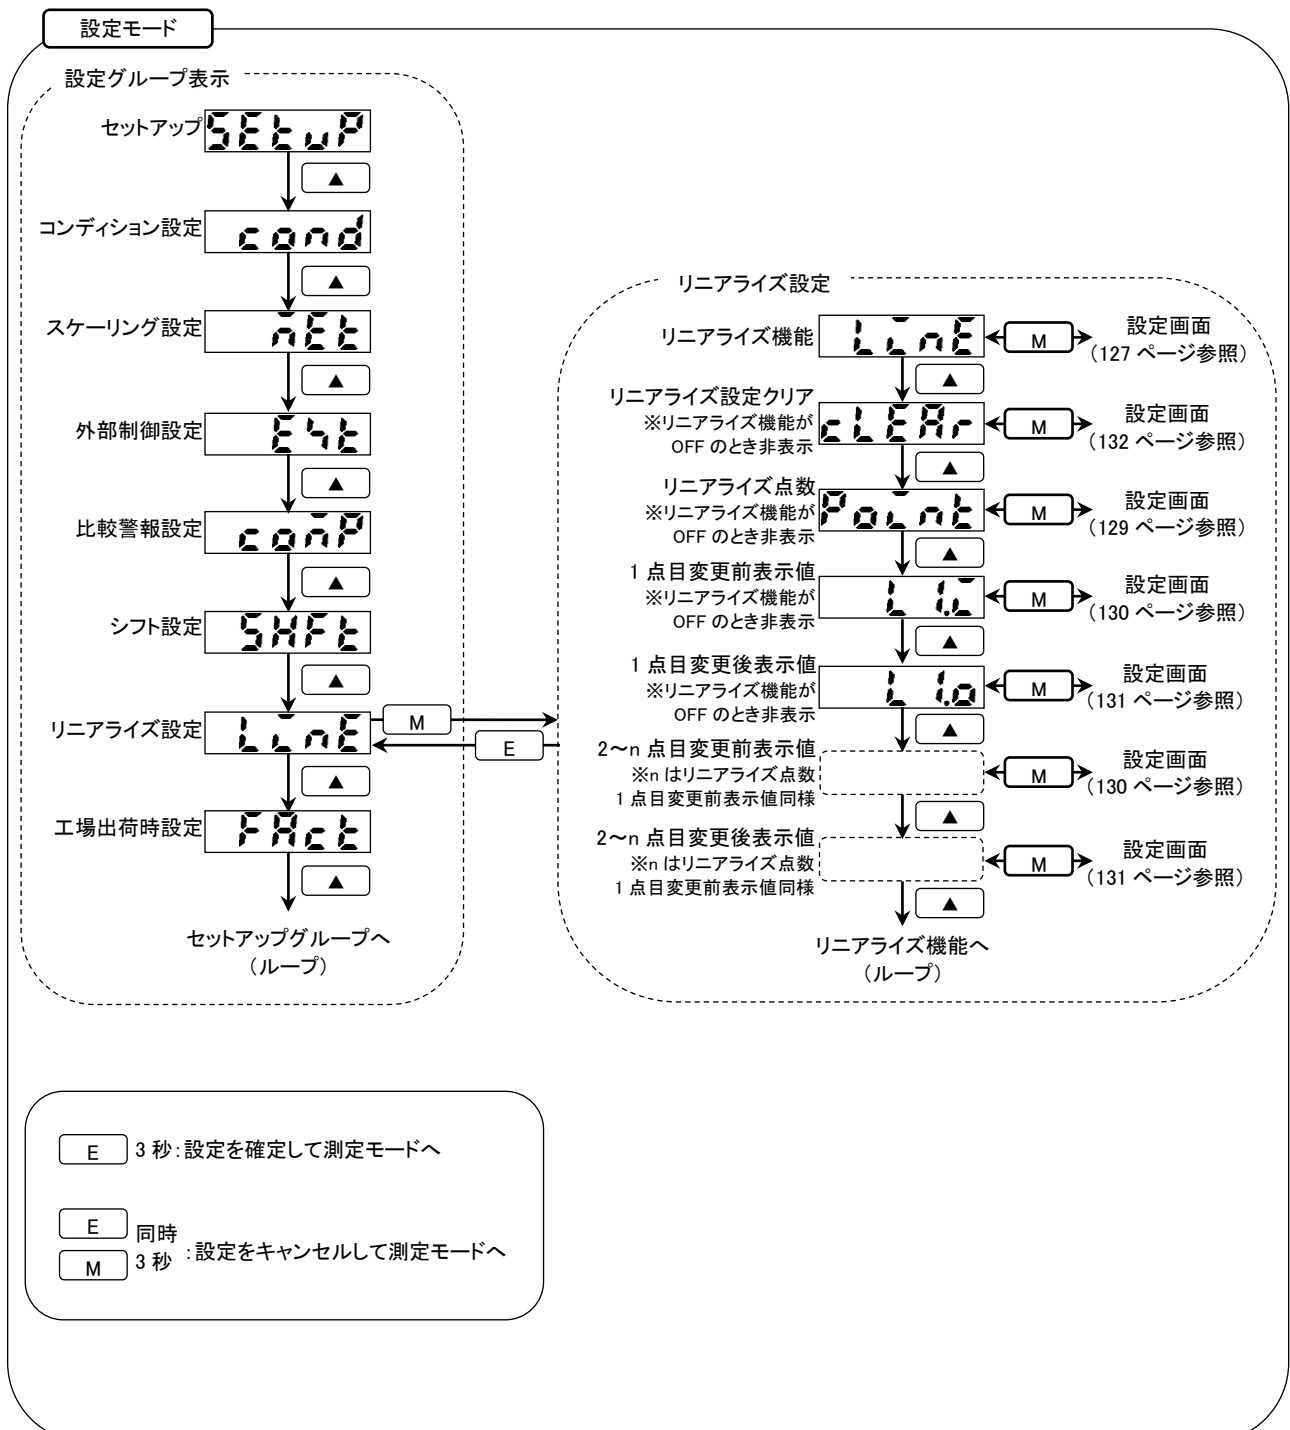 設定モード
設定グループ表示
セットアップ SEtuP
▲
コンディション設定 cond
▲
スケーリング設定 mEt
▲
外部制御設定 E
▲
比較警報設定 comP
▲
シフト設定 SHFt
▲
リニアライズ設定 LinE
M
E
▲
工場出荷時設定 FAct
▲
セットアップグループへ
(ループ)
リニアライズ設定
リニアライズ機能 LinE M 設定画面
(127 ページ参照)
▲
リニアライズ設定クリア
※リニアライズ機能が
OFF のとき非表示
cLEAr M 設定画面
(132 ページ参照)
▲
リニアライズ点数
※リニアライズ機能が
OFF のとき非表示
Point M 設定画面
(129 ページ参照)
▲
1 点目変更前表示値
※リニアライズ機能が
OFF のとき非表示
L 1.i M 設定画面
(130 ページ参照)
▲
1 点目変更後表示値
※リニアライズ機能が
OFF のとき非表示
L 1.o M 設定画面
(131 ページ参照)
▲
2～n 点目変更前表示値
※n はリニアライズ点数
1 点目変更前表示値同様
M 設定画面
(130 ページ参照)
▲
2～n 点目変更後表示値
※n はリニアライズ点数
1 点目変更前表示値同様
M 設定画面
(131 ページ参照)
▲
リニアライズ機能へ
(ループ)
E 3 秒:設定を確定して測定モードへ
E 同時
M 3 秒 :設定をキャンセルして測定モードへ